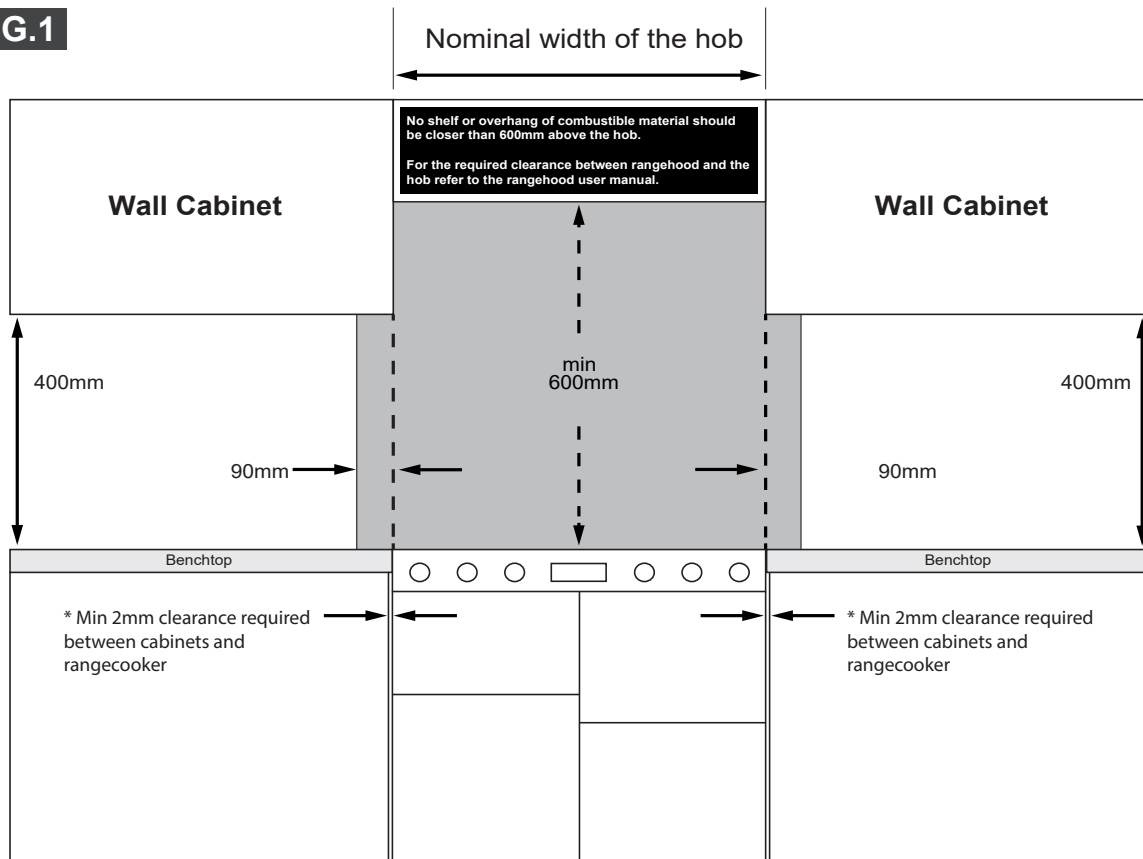 G.1
Nominal width of the hob
No shelf or overhang of combustible material should
be closer than 600mm above the hob.
For the required clearance between rangehood and the
hob refer to the rangehood user manual.
Wall Cabinet
Wall Cabinet
400mm
min
600mm
400mm
90mm
90mm
Benchtop
Benchtop
* Min 2mm clearance required
between cabinets and
rangecooker
* Min 2mm clearance required
between cabinets and
rangecooker